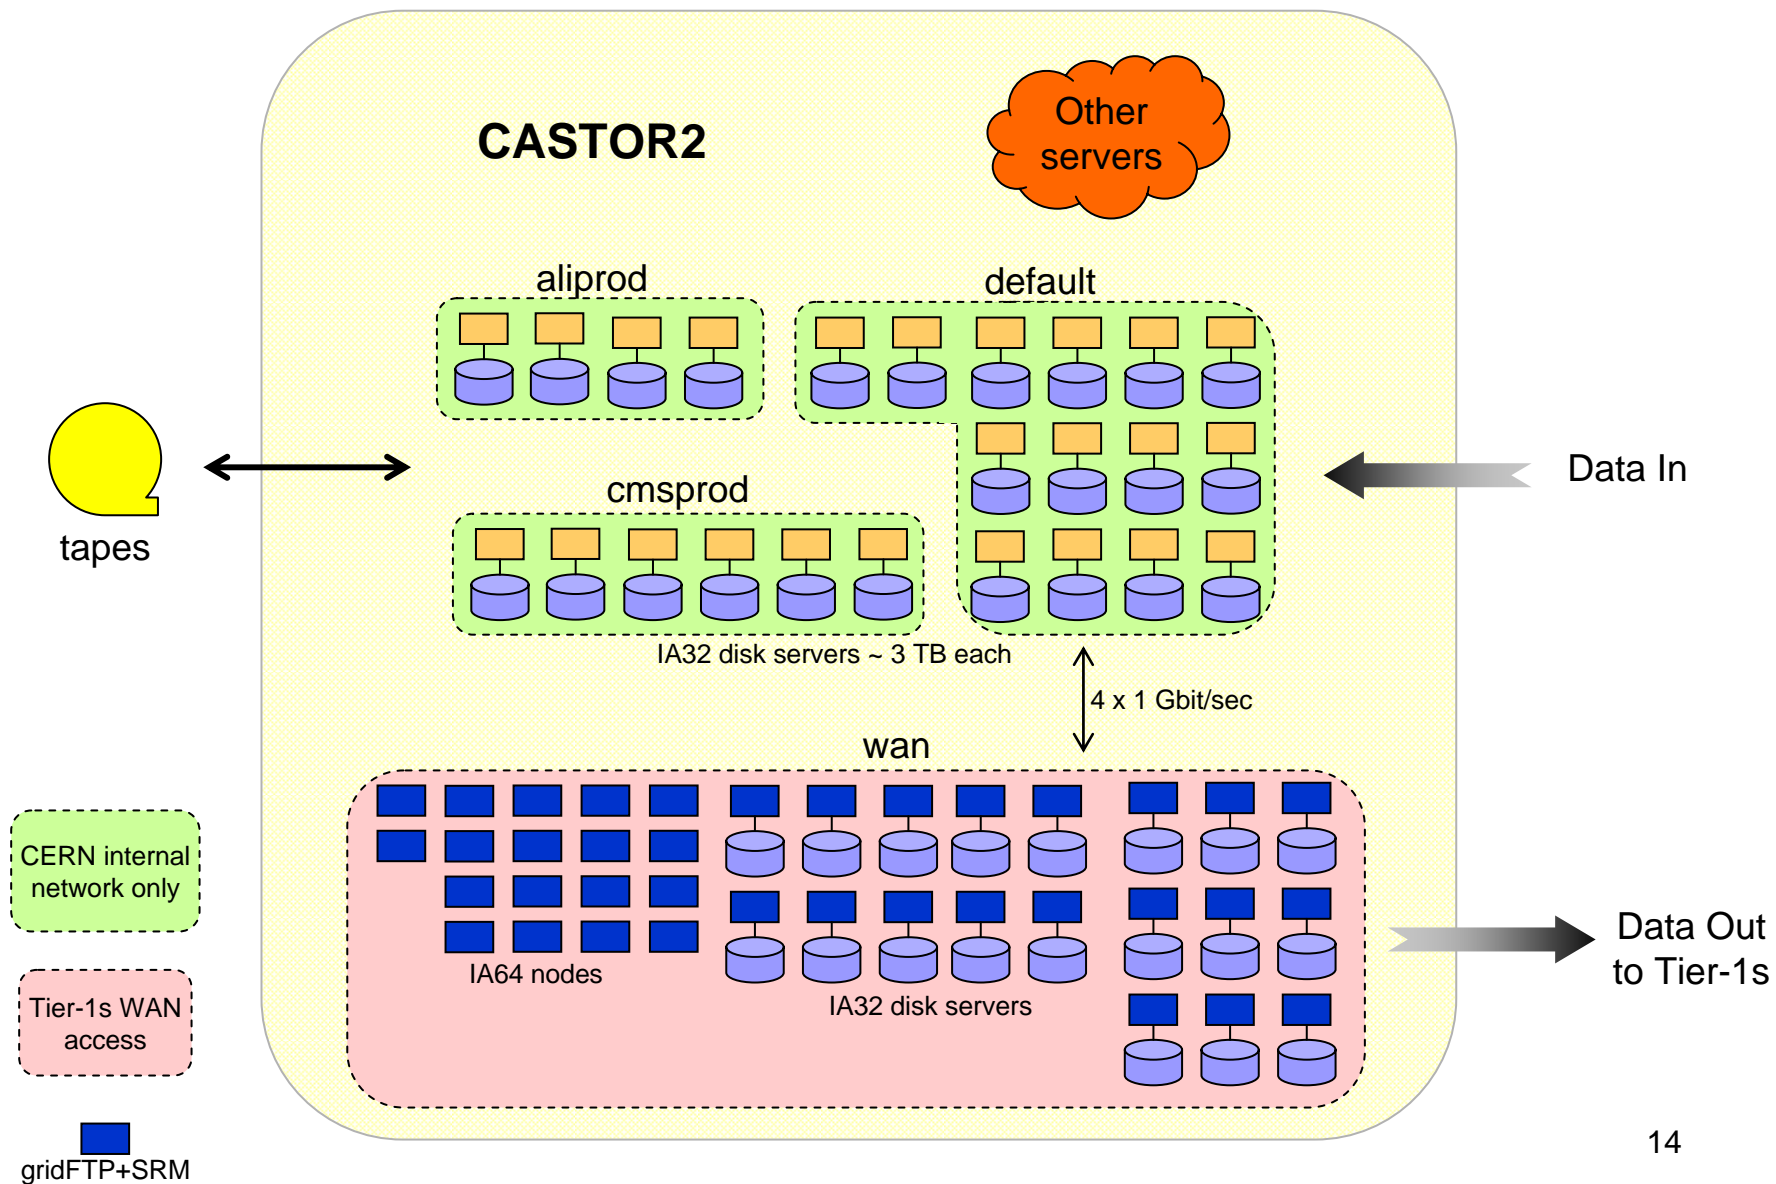 CASTOR2
Other
servers
aliprod
default
Data In
tapes
cmsprod
IA32 disk servers ~ 3 TB each
4 x 1 Gbit/sec
wan
CERN internal
network only
IA64 nodes
IA32 disk servers
Data Out
to Tier-1s
Tier-1s WAN
access
gridFTP+SRM
14